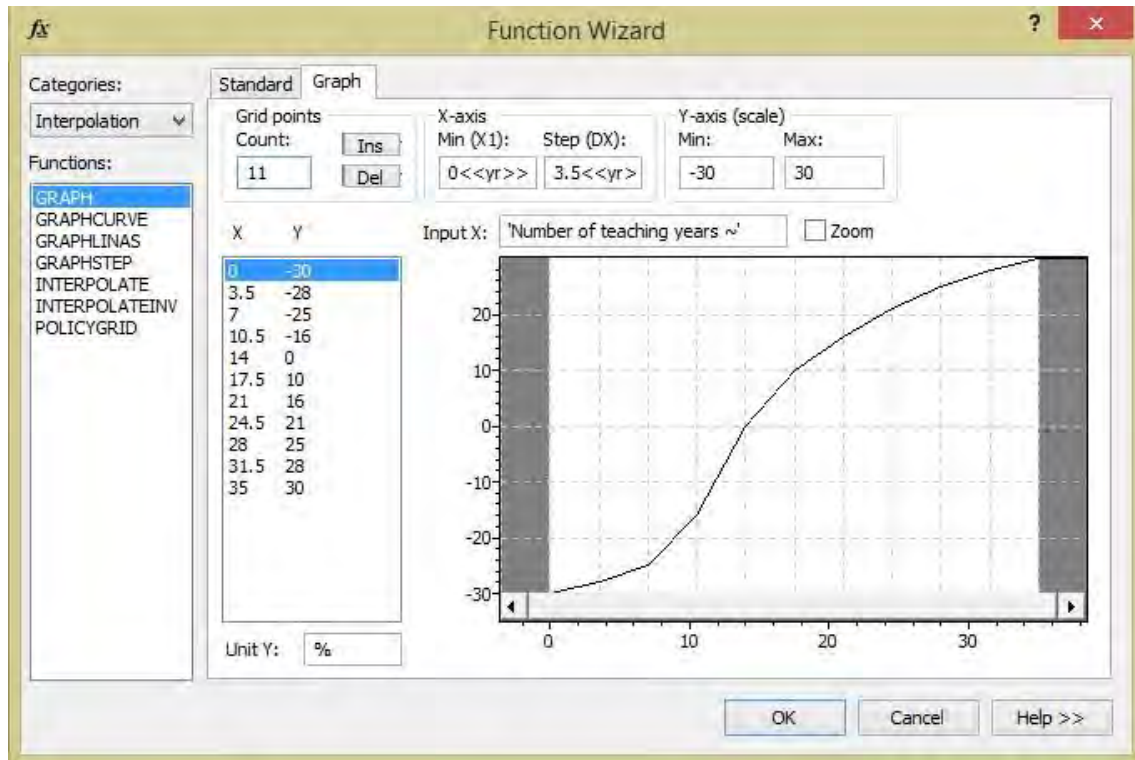 fx Function Wizard ? ×
Categories:
Interpolation
Functions:
GRAPH
GRAPHCURVE
GRAPHLINAS
GRAPHSTEP
INTERPOLATE
INTERPOLATEINV
POLICYGRID
Standard Graph
Grid points X-axis Y-axis (scale)
Count: Ins Min (X1): Step (DX): Min: Max:
11 Del 0<<yr>> 3.5<<yr> -30 30
X Y Input X: 'Number of teaching years ~' Zoom
0 -30
3.5 -28
7 -25
10.5 -16
14 0
17.5 10
21 16
24.5 21
28 25
31.5 28
35 30
20
10
0
-10
-20
-30
0 10 20 30
Unit Y: %
OK Cancel Help >>